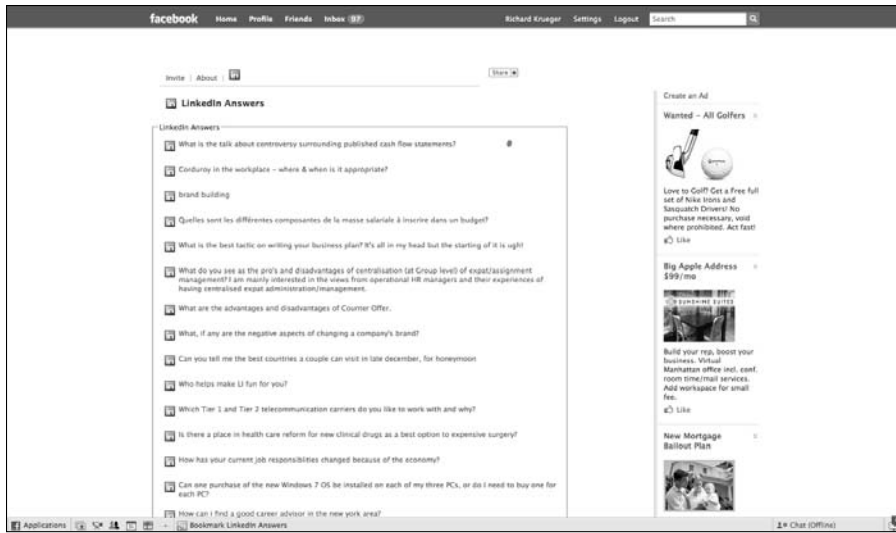 facebook Home Profile Friends Inbox 97 Richard Krueger Settings Logout Search
Invite | About |
Share +
LinkedIn Answers
LinkedIn Answers
What is the talk about controversy surrounding published cash flow statements?
Corduroy in the workplace – where & when is it appropriate?
brand building
Quelles sont les différentes composantes de la masse salariale à inscrire dans un budget?
What is the best tactic on writing your business plan? It's all in my head but the starting of it is ugh!
What do you see as the pro's and disadvantages of centralisation (at Group level) of expat/assignment
management? I am mainly interested in the views from operational HR managers and their experiences of
having centralised expat administration/management.
What are the advantages and disadvantages of Counter Offer.
What, if any are the negative aspects of changing a company's brand?
Can you tell me the best countries a couple can visit in late december, for honeymoon
Who helps make LI fun for you?
Which Tier 1 and Tier 2 telecommunication carriers do you like to work with and why?
Is there a place in health care reform for new clinical drugs as a best option to expensive surgery?
How has your current job responsiblities changed because of the economy?
Can one purchase of the new Windows 7 OS be installed on each of my three PCs, or do I need to buy one for
each PC?
How can i find a good career advisor in the new york area?
Create an Ad
Wanted – All Golfers x
Love to Golf? Get a Free full
set of Nike Irons and
Sasquatch Drivers! No
purchase necessary, void
where prohibited. Act fast!
Like
Big Apple Address x
$99/mo
SUNSHINE SUITES
Build your rep, boost your
business. Virtual
Manhattan office incl. conf.
room time/mail services.
Add workspace for small
fee.
Like
New Mortgage x
Bailout Plan
Applications Bookmark LinkedIn Answers Chat (Offline)